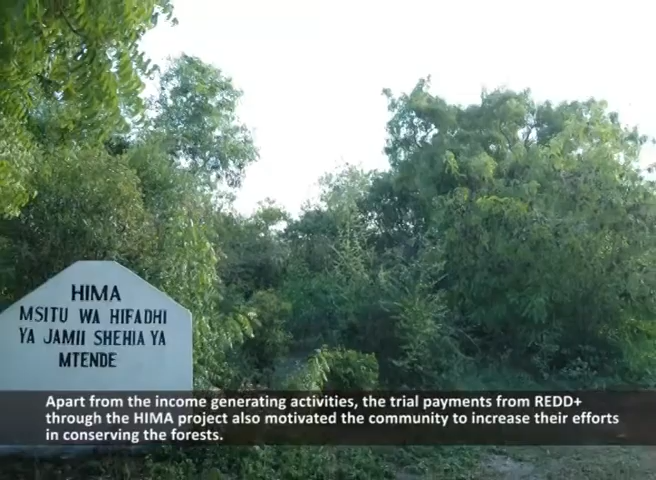 HIMA
MSITU WA HIFADHI
YA JAMII SHEHIA YA
MTENDE
Apart from the income generating activities, the trial payments from REDD+
through the HIMA project also motivated the community to increase their efforts
in conserving the forests.